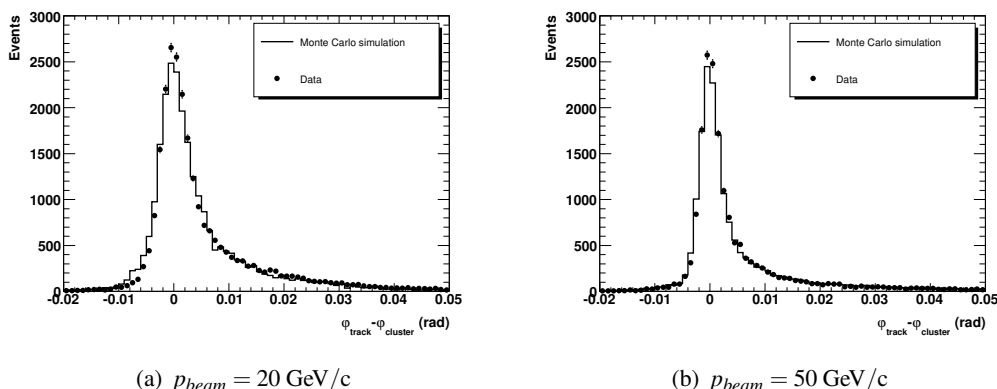 Events
3000
2500
2000
1500
1000
500
0
-0.02 -0.01 0 0.01 0.02 0.03 0.04 0.05
φtrack-φcluster (rad)
Monte Carlo simulation
Data
(a) pbeam = 20 GeV/c
Events
3000
2500
2000
1500
1000
500
0
-0.02 -0.01 0 0.01 0.02 0.03 0.04 0.05
φtrack-φcluster (rad)
Monte Carlo simulation
Data
(b) pbeam = 50 GeV/c